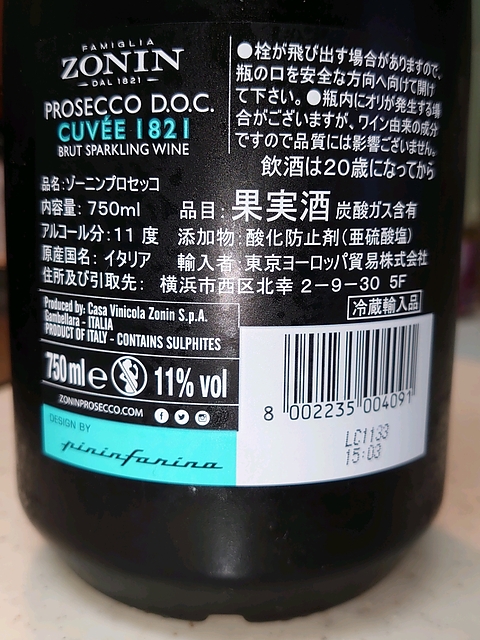 FAMIGLIA
ZONIN
DAL 1821
PROSECCO D.O.C.
CUVÉE 1821
BRUT SPARKLING WINE
●栓が飛び出す場合がありますので、
瓶の口を安全な方向へ向けて開け
て下さい。●瓶内にオリが発生する場
合がございますが、ワイン由来の成分
ですので品質には影響ございません。
飲酒は20歳になってから
品名:ゾーニンプロセッコ
内容量:750ml 品目:果実酒 炭酸ガス含有
アルコール分:11度 添加物:酸化防止剤(亜硫酸塩)
原産国名:イタリア 輸入者:東京ヨーロッパ貿易株式会社
住所及び引取先: 横浜市西区北幸 2-9-30 5F
冷蔵輸入品
Produced by: Casa Vinicola Zonin S.p.A.
Gambellara - ITALIA
PRODUCT OF ITALY - CONTAINS SULPHITES
750 ml e 11% vol
ZONINPROSECCO.COM
DESIGN BY
pininfarina
8 002235 004091
LC1133
15:03